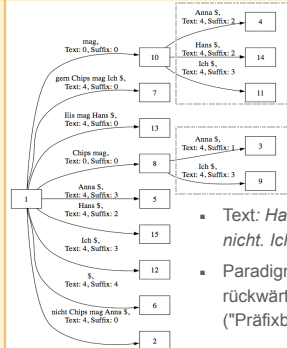 Anna $,
Text: 4, Suffix: 2
4
mag,
Text: 0, Suffix: 0
10
Hans $,
Text: 4, Suffix: 2
14
Ich $,
Text: 4, Suffix: 3
11
gern Chips mag Ich $,
Text: 4, Suffix: 0
7
Eis mag Hans $,
Text: 4, Suffix: 0
13
Chips mag,
Text: 0, Suffix: 0
8
Anna $,
Text: 4, Suffix: 1
3
Ich $,
Text: 4, Suffix: 3
9
1
Anna $,
Text: 4, Suffix: 3
5
Hans $,
Text: 4, Suffix: 2
15
Ich $,
Text: 4, Suffix: 3
12
$,
Text: 4, Suffix: 4
6
nicht Chips mag Anna $,
Text: 4, Suffix: 0
2
▪ Text: Ha
nicht. Ich
▪ Paradigm
rückwärt
("Präfixb